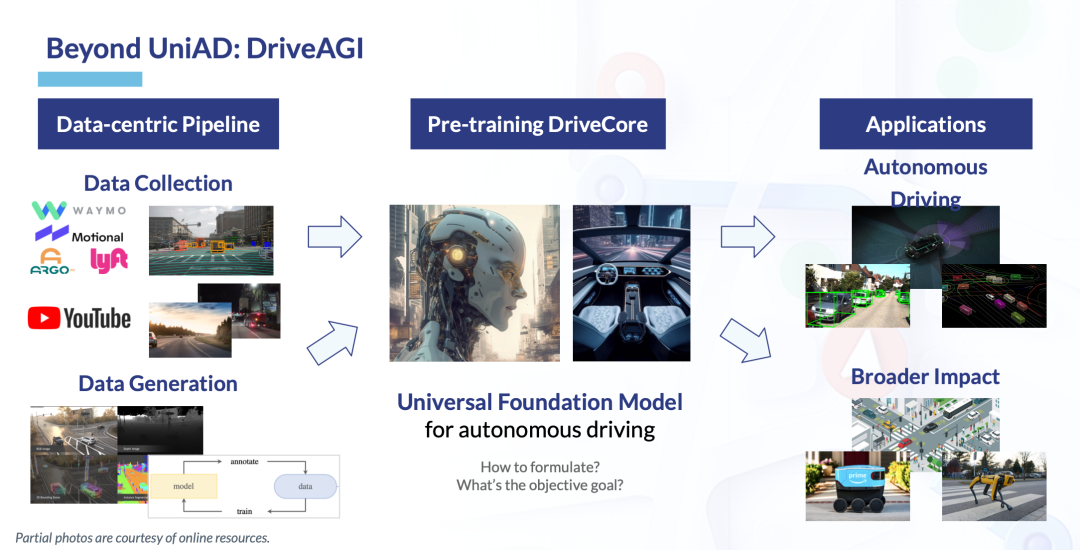 Beyond UniAD: DriveAGI
Data-centric Pipeline
Data Collection
WAYMO
Motional
ARGO
lyft
YouTube
Data Generation
annotate
model
data
train
Pre-training DriveCore
Universal Foundation Model
for autonomous driving
How to formulate?
What's the objective goal?
Applications
Autonomous
Driving
Broader Impact
prime
Partial photos are courtesy of online resources.